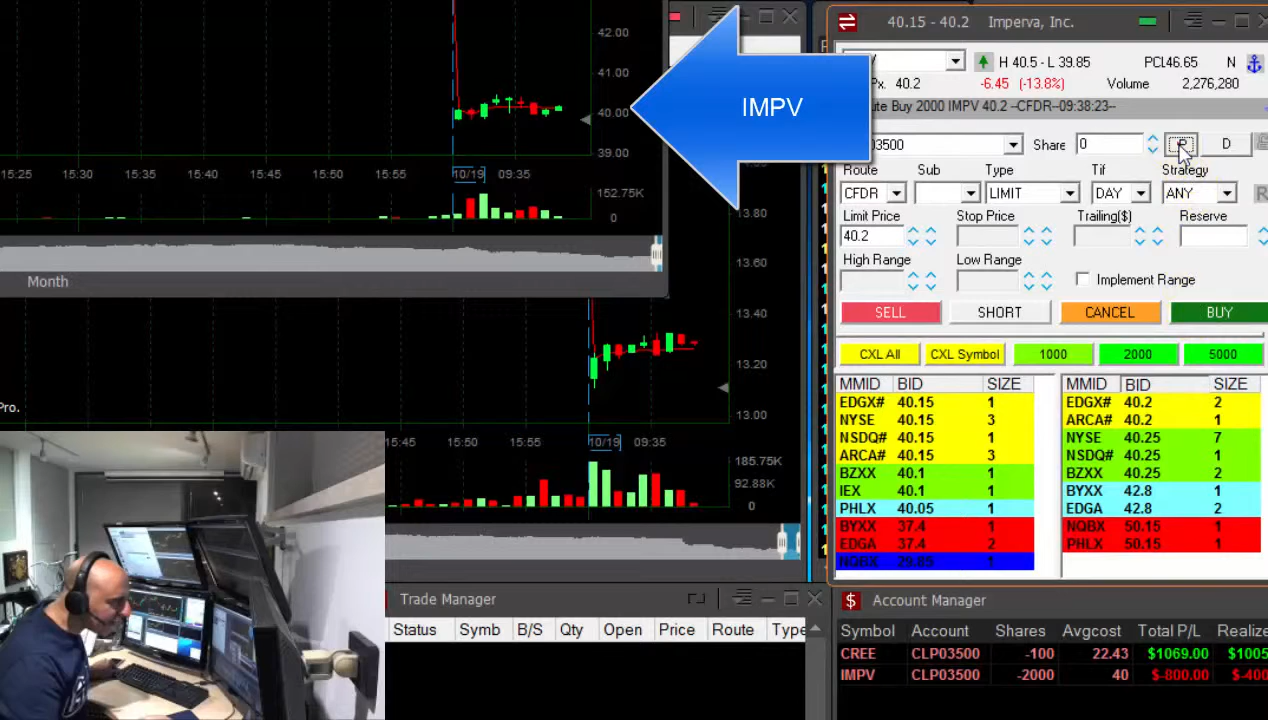 42.00
41.00
40.00
39.00
15:25 15:30 15:35 15:40 15:45 15:50 15:55 10/19 09:35
152.75K
0
Month
IMPV
13.80
13.60
13.40
13.20
13.00
15:45 15:50 15:55 10/19 09:35
185.75K
92.88K
0
Pro.
40.15 - 40.2 Imperva, Inc.
H 40.5 - L 39.85 PCL46.65 N
Px. 40.2 -6.45 (-13.8%) Volume 2,276,280
ute Buy 2000 IMPV 40.2 --CFDR--09:38:23--
03500 Share 0 P D
Route Sub Type Tif Strategy
CFDR LIMIT DAY ANY R
Limit Price Stop Price Trailing($) Reserve
40.2
High Range Low Range
Implement Range
SELL SHORT CANCEL BUY
CXL All CXL Symbol 1000 2000 5000
MMID BID SIZE MMID BID SIZE
EDGX# 40.15 1 EDGX# 40.2 2
NYSE 40.15 3 ARCA# 40.2 1
NSDQ# 40.15 1 NYSE 40.25 7
ARCA# 40.15 3 NSDQ# 40.25 1
BZXX 40.1 1 BZXX 40.25 2
IEX 40.1 1 BYXX 42.8 1
PHLX 40.05 1 EDGA 42.8 2
BYXX 37.4 1 NQBX 50.15 1
EDGA 37.4 2 PHLX 50.15 1
NQBX 29.85 1
Trade Manager
Status Symb B/S Qty Open Price Route Type
$ Account Manager
Symbol Account Shares Avgcost Total P/L Realize
CREE CLP03500 -100 22.43 $1069.00 $1005
IMPV CLP03500 -2000 40 $-800.00 $-400